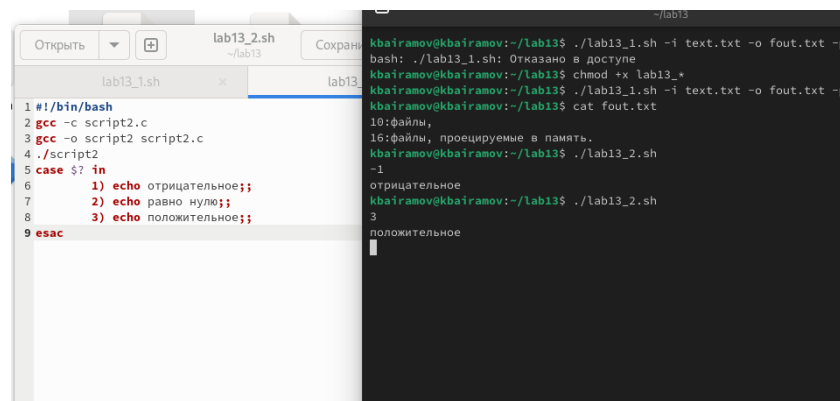 Открыть
lab13_2.sh
~/lab13
Сохрани
lab13_1.sh ×
lab13_
1 #!/bin/bash
2 gcc -c script2.c
3 gcc -o script2 script2.c
4 ./script2
5 case $? in
6 1) echo отрицательное;;
7 2) echo равно нулю;;
8 3) echo положительное;;
9 esac
~/lab13
kbairamov@kbairamov:~/lab13$ ./lab13_1.sh -i text.txt -o fout.txt -
bash: ./lab13_1.sh: Отказано в доступе
kbairamov@kbairamov:~/lab13$ chmod +x lab13_*
kbairamov@kbairamov:~/lab13$ ./lab13_1.sh -i text.txt -o fout.txt -
kbairamov@kbairamov:~/lab13$ cat fout.txt
10:файлы,
16:файлы, проецируемые в память.
kbairamov@kbairamov:~/lab13$ ./lab13_2.sh
-1
отрицательное
kbairamov@kbairamov:~/lab13$ ./lab13_2.sh
3
положительное